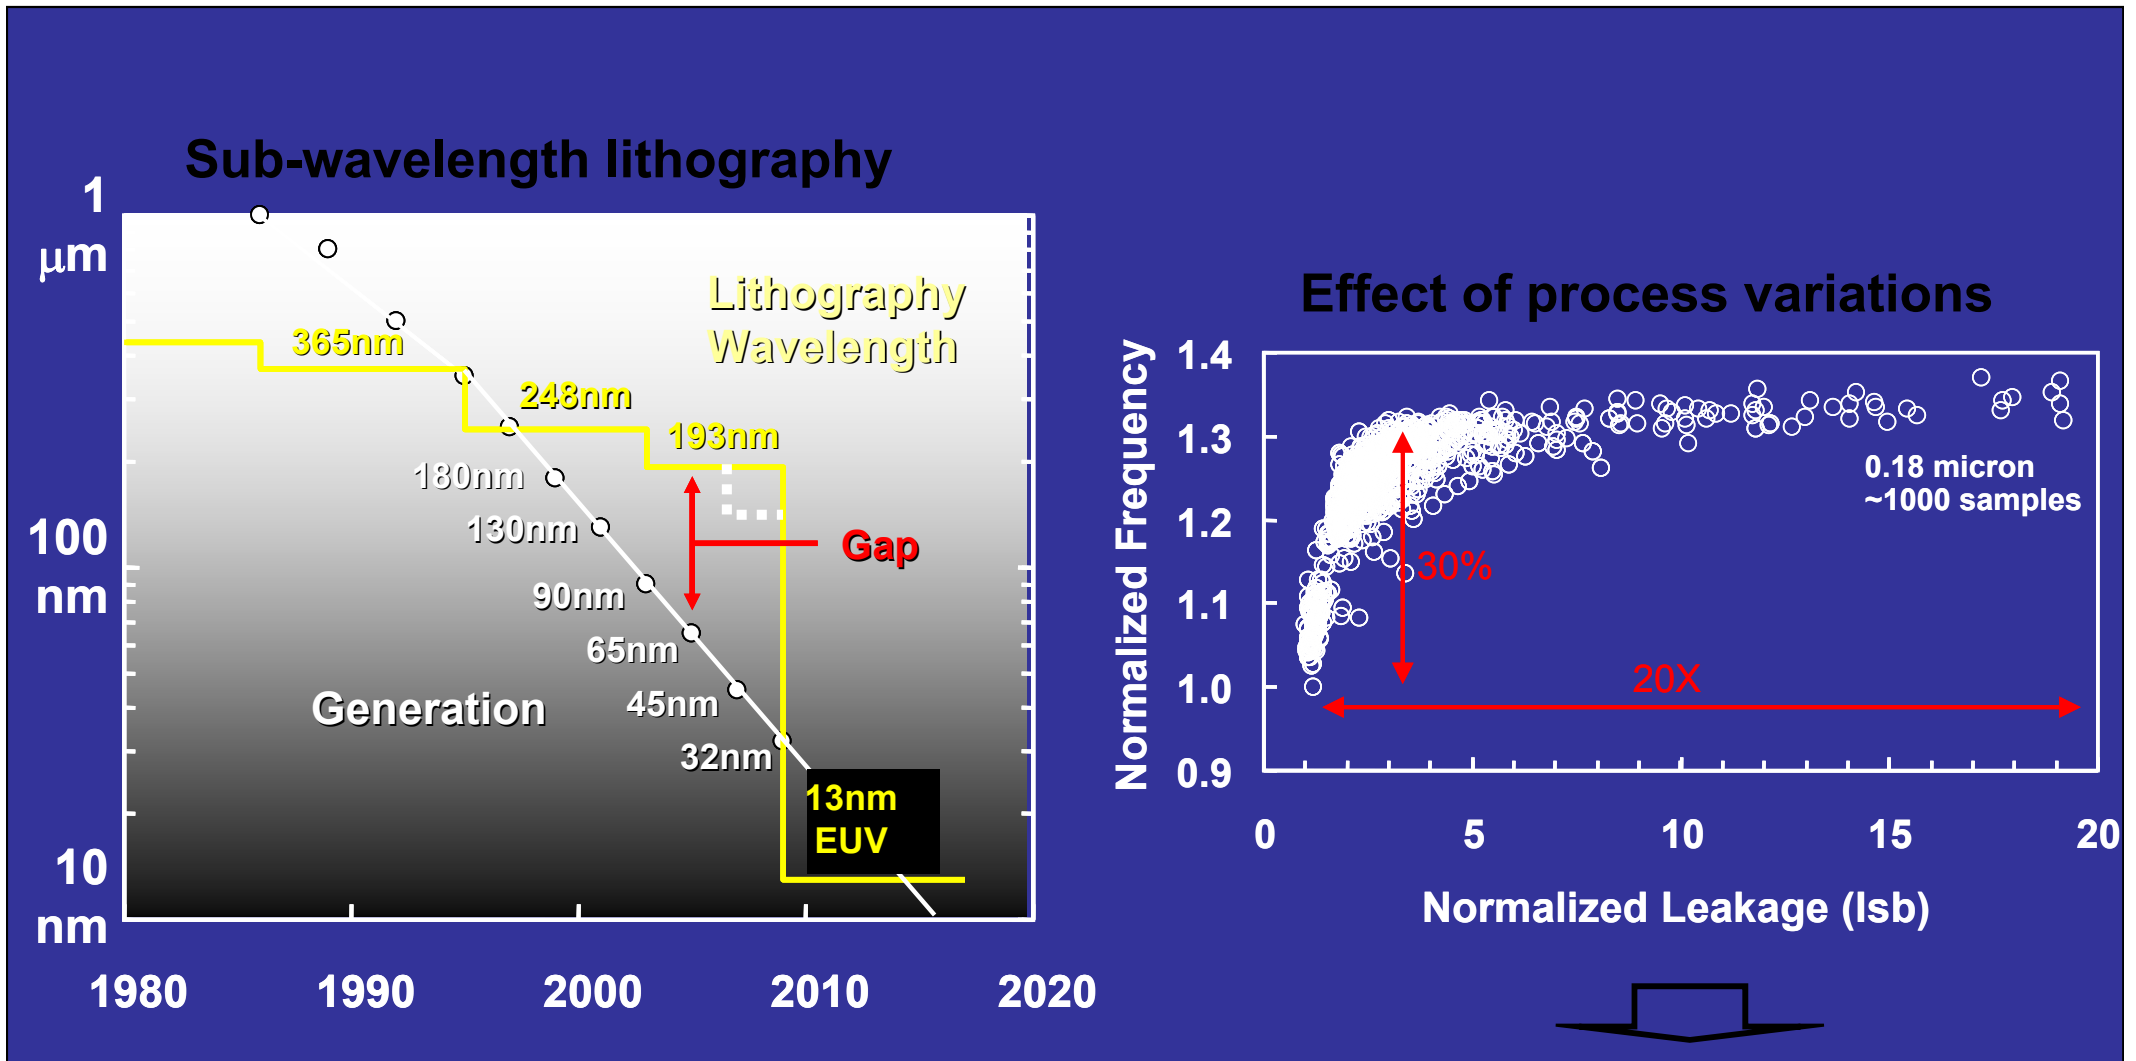 Sub-wavelength lithography
1
μm
100
nm
10
nm
Lithography
Wavelength
365nm
248nm
193nm
180nm
130nm
Gap
90nm
65nm
Generation
45nm
32nm
13nm
EUV
1980
1990
2000
2010
2020
Effect of process variations
Normalized Frequency
1.4
1.3
1.2
1.1
1.0
0.9
0.18 micron
~1000 samples
30%
20X
0
5
10
15
20
Normalized Leakage (Isb)